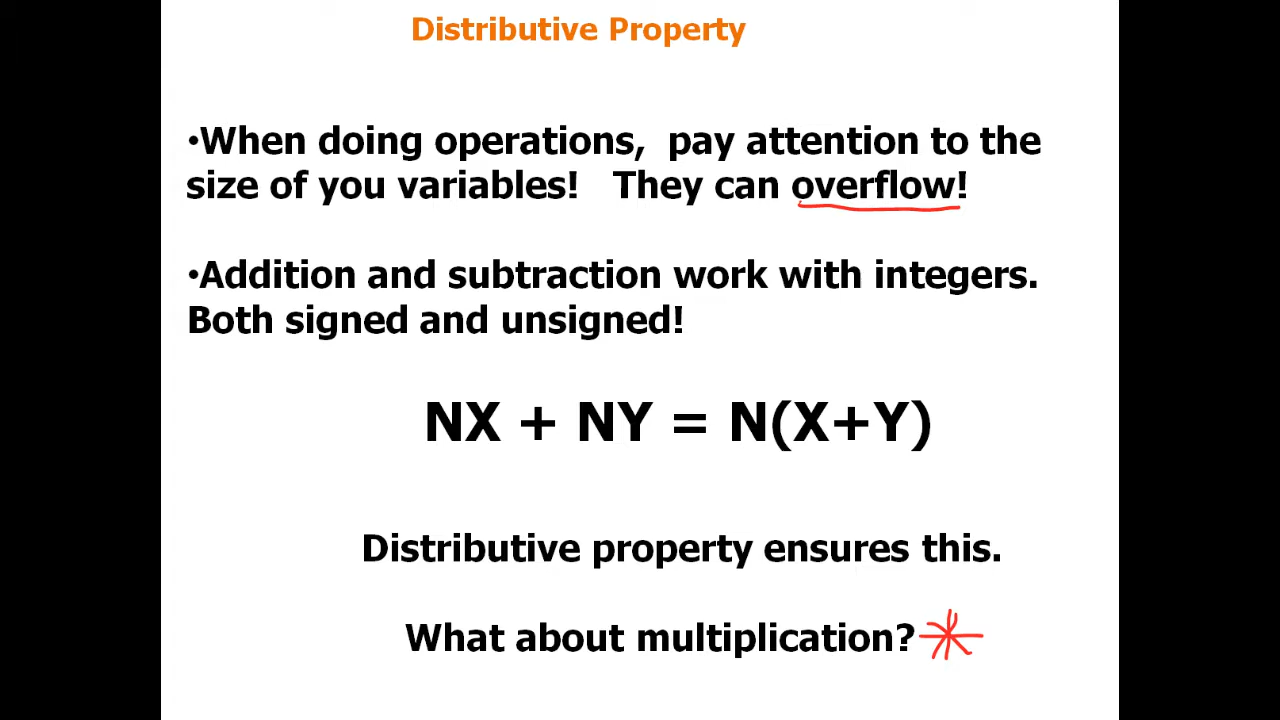 Distributive Property
•When doing operations,  pay attention to the
size of you variables!   They can overflow!
•Addition and subtraction work with integers.
Both signed and unsigned!
NX + NY = N(X+Y)
Distributive property ensures this.
What about multiplication?